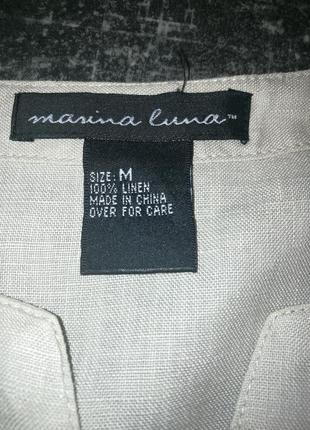 marina luna™
SIZE: M
100% LINEN
MADE IN CHINA
OVER FOR CARE